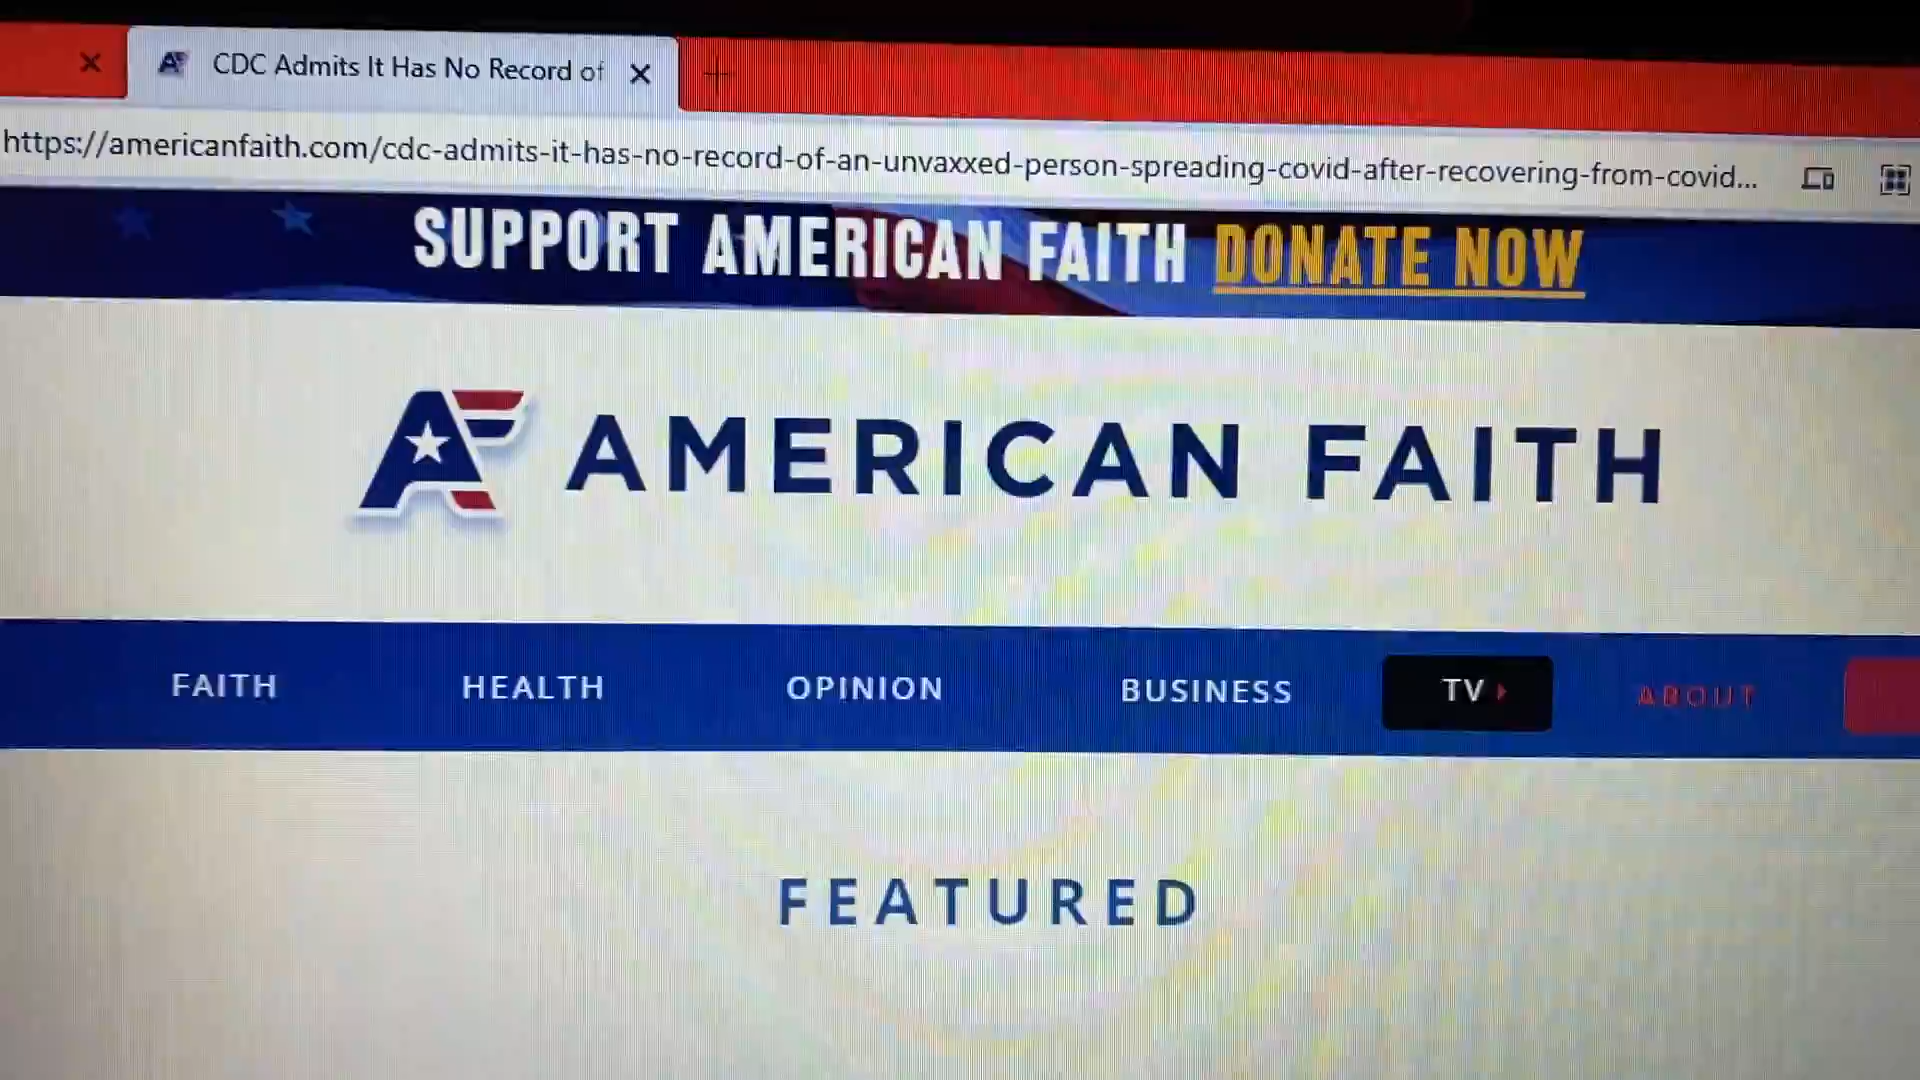 CDC Admits It Has No Record of
https://americanfaith.com/cdc-admits-it-has-no-record-of-an-unvaxxed-person-spreading-covid-after-recovering-from-covid...
SUPPORT AMERICAN FAITH DONATE NOW
AMERICAN FAITH
FAITH HEALTH OPINION BUSINESS TV ABOUT
FEATURED